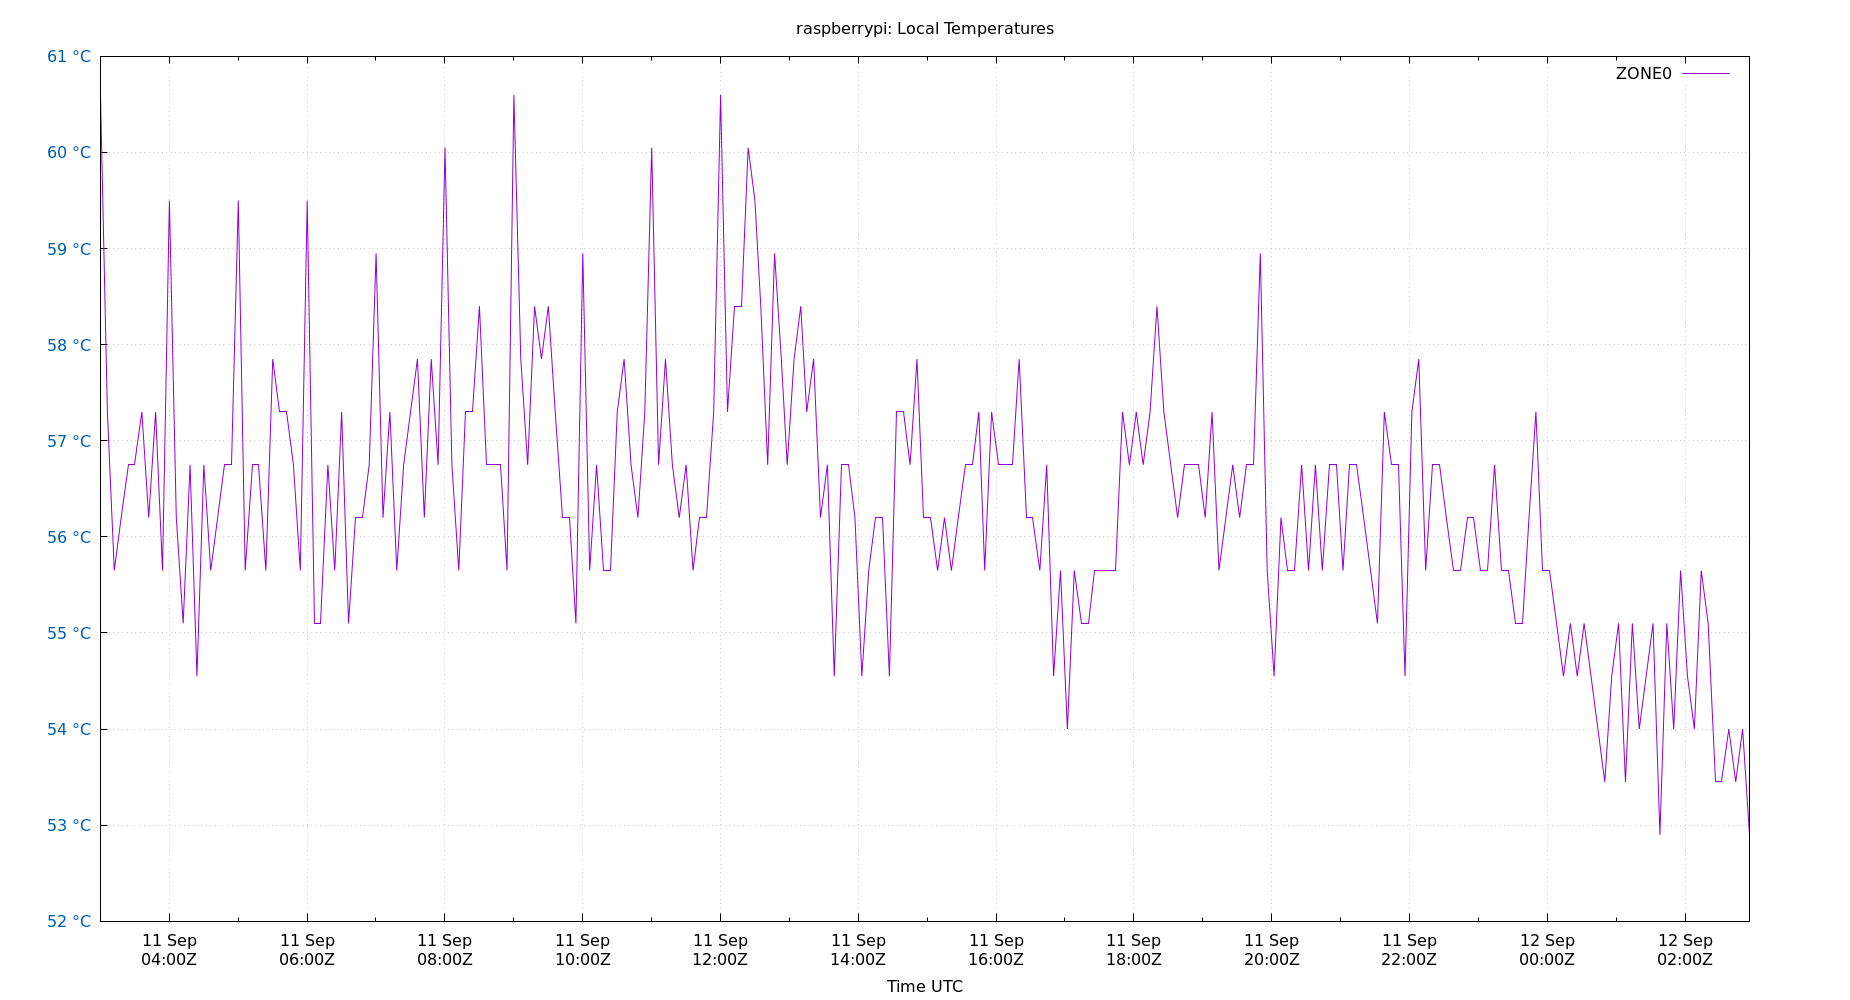 raspberrypi: Local Temperatures
61 °C
ZONE0
60 °C
59 °C
58 °C
57 °C
56 °C
55 °C
54 °C
53 °C
52 °C
11 Sep 11 Sep 11 Sep 11 Sep 11 Sep 11 Sep 11 Sep 11 Sep 11 Sep 11 Sep 12 Sep 12 Sep
04:00Z 06:00Z 08:00Z 10:00Z 12:00Z 14:00Z 16:00Z 18:00Z 20:00Z 22:00Z 00:00Z 02:00Z
Time UTC